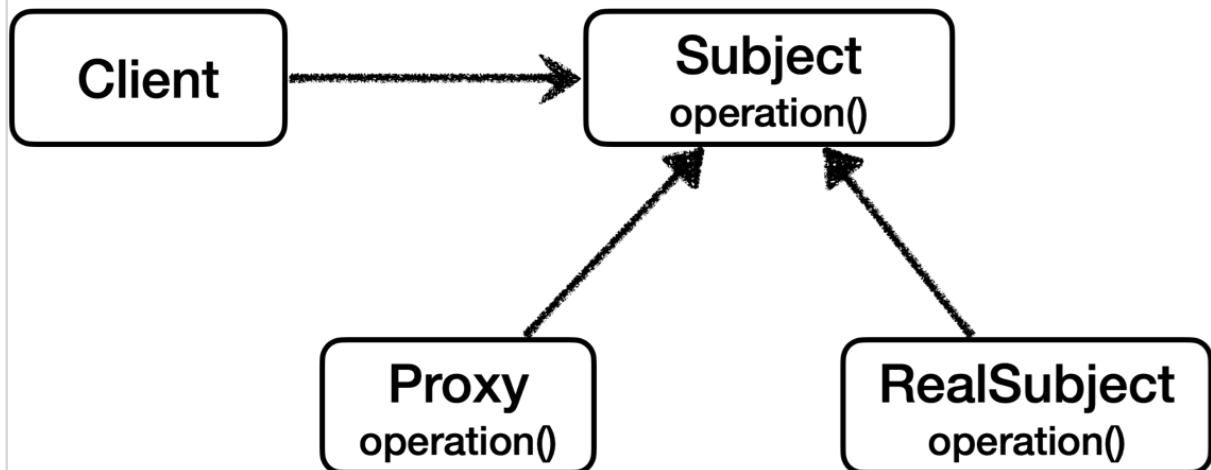 Client
Subject
operation()
Proxy
operation()
RealSubject
operation()